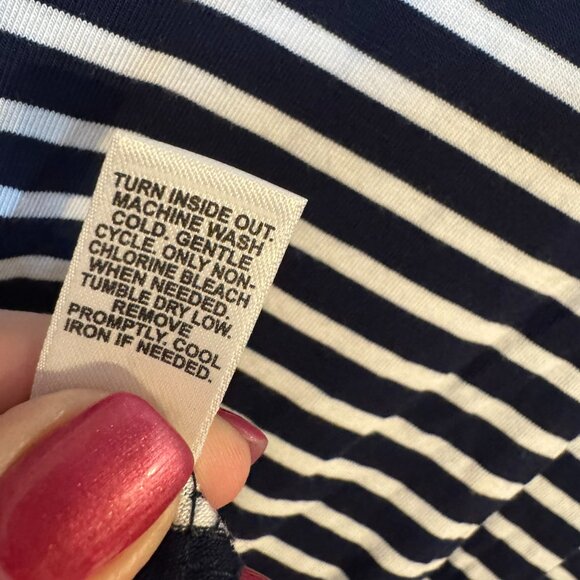 TURN INSIDE OUT.
MACHINE WASH
COLD. GENTLE
CYCLE. ONLY NON-
CHLORINE BLEACH
WHEN NEEDED.
TUMBLE DRY LOW.
REMOVE
PROMPTLY. COOL
IRON IF NEEDED.